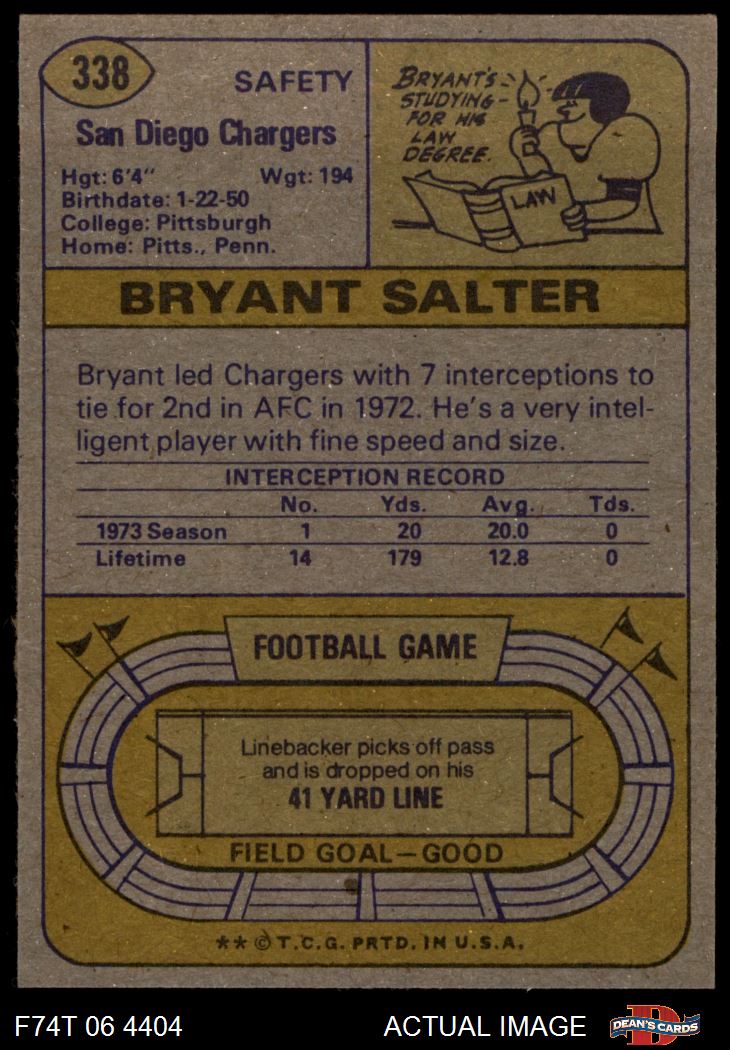 338
SAFETY
San Diego Chargers
Hgt: 6'4" Wgt: 194
Birthdate: 1-22-50
College: Pittsburgh
Home: Pitts., Penn.
BRYANT'S
STUDYING
FOR HIS
LAW
DEGREE.
LAW
BRYANT SALTER
Bryant led Chargers with 7 interceptions to
tie for 2nd in AFC in 1972. He's a very intel-
ligent player with fine speed and size.
INTERCEPTION RECORD
No. Yds. Avg. Tds.
1973 Season 1 20 20.0 0
Lifetime 14 179 12.8 0
FOOTBALL GAME
Linebacker picks off pass
and is dropped on his
41 YARD LINE
FIELD GOAL—GOOD
** © T.C.G. PRTD. IN U.S.A.
F74T 06 4404 ACTUAL IMAGE
D
DEAN'S CARDS